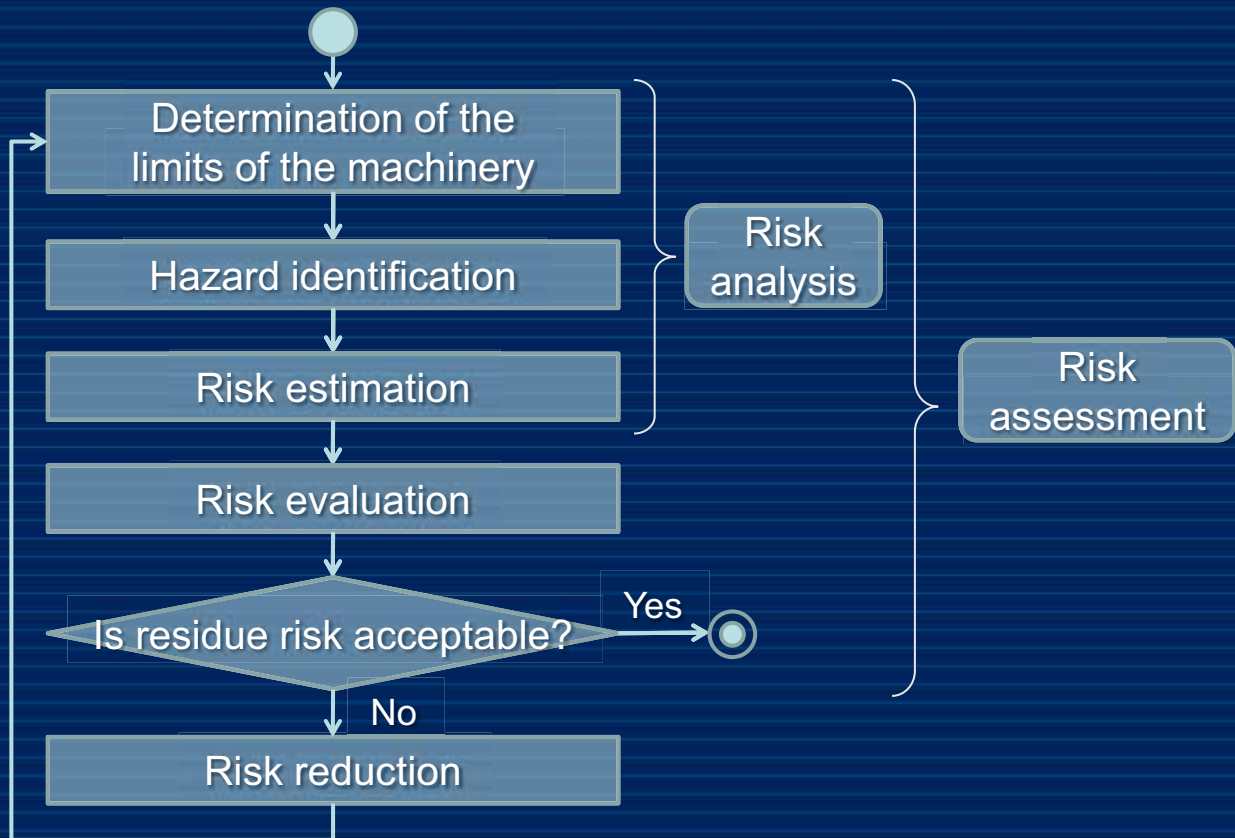 Determination of the
limits of the machinery
Hazard identification
Risk estimation
Risk evaluation
Is residue risk acceptable?
Yes
No
Risk reduction
Risk
analysis
Risk
assessment